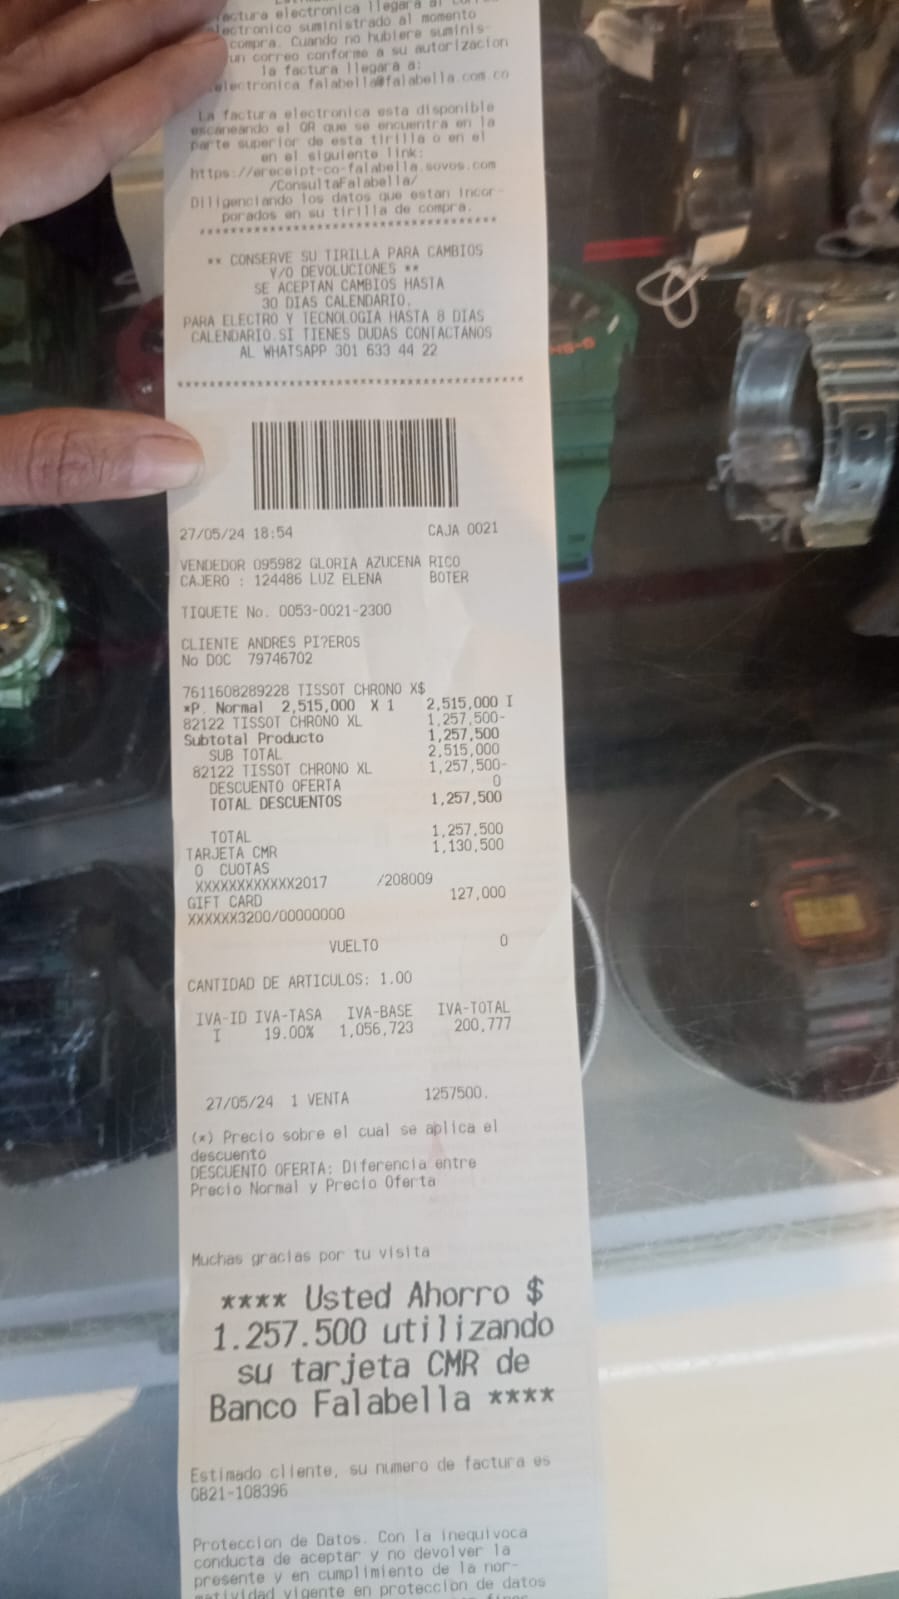 factura electronica llegara al
electronico suministrado al momento
compra. Cuando no hubiere suminis-
un correo conforme a su autorizacion
la factura llegara a:
electronica falabella@falabella.com.co
La factura electronica esta disponible
escaneando el QR que se encuentra en la
parte superior de esta tirilla o en el
en el siguiente link:
https://ereceipt-co-falabella.sovos.com
/ConsultaFalabella/
Diligenciando los datos que estan incor-
porados en su tirilla de compra.
****************************************
** CONSERVE SU TIRILLA PARA CAMBIOS
Y/O DEVOLUCIONES **
SE ACEPTAN CAMBIOS HASTA
30 DIAS CALENDARIO.
PARA ELECTRO Y TECNOLOGIA HASTA 8 DIAS
CALENDARIO.SI TIENES DUDAS CONTACTANOS
AL WHATSAPP 301 633 44 22
****************************************
27/05/24 18:54 CAJA 0021
VENDEDOR 095982 GLORIA AZUCENA RICO
CAJERO : 124486 LUZ ELENA BOTER
TIQUETE No. 0053-0021-2300
CLIENTE ANDRES PI?EROS
No DOC 79746702
7611608289228 TISSOT CHRONO X$
*P. Normal 2,515,000 X 1 2,515,000 I
82122 TISSOT CHRONO XL 1,257,500-
Subtotal Producto 1,257,500
SUB TOTAL 2,515,000
82122 TISSOT CHRONO XL 1,257,500-
DESCUENTO OFERTA 0
TOTAL DESCUENTOS 1,257,500
TOTAL 1,257,500
TARJETA CMR 1,130,500
0 CUOTAS
XXXXXXXXXXXX2017 /208009
GIFT CARD 127,000
XXXXXX3200/00000000
VUELTO 0
CANTIDAD DE ARTICULOS: 1.00
IVA-ID IVA-TASA IVA-BASE IVA-TOTAL
I 19.00% 1,056,723 200,777
27/05/24 1 VENTA 1257500.
(*) Precio sobre el cual se aplica el
descuento
DESCUENTO OFERTA: Diferencia entre
Precio Normal y Precio Oferta
Muchas gracias por tu visita
**** Usted Ahorro $
1.257.500 utilizando
su tarjeta CMR de
Banco Falabella ****
Estimado cliente, su numero de factura es
0821-108396
Proteccion de Datos. Con la inequivoca
conducta de aceptar y no devolver la
presente y en cumplimiento de la nor-
matividad vigente en proteccion de datos